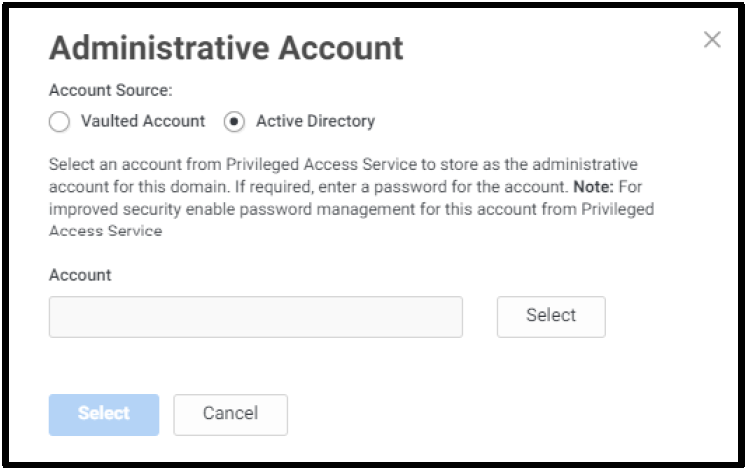 Administrative Account
Account Source:
Vaulted Account Active Directory
Select an account from Privileged Access Service to store as the administrative
account for this domain. If required, enter a password for the account. Note: For
improved security enable password management for this account from Privileged
Access Service
Account
Select
Select Cancel